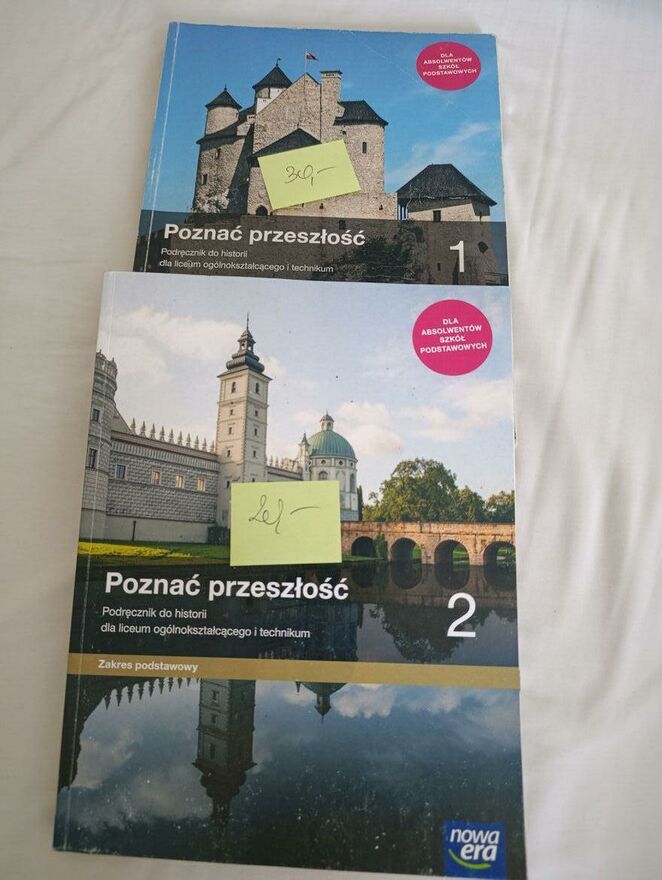 DLA
ABSOLWENTÓW
SZKÓŁ
PODSTAWOWYCH
30,-
Poznać przeszłość
1
Podręcznik do historii
dla liceum ogólnokształcącego i technikum
DLA
ABSOLWENTÓW
SZKÓŁ
PODSTAWOWYCH
Poznać przeszłość
2
Podręcznik do historii
dla liceum ogólnokształcącego i technikum
Zakres podstawowy
nowa
era